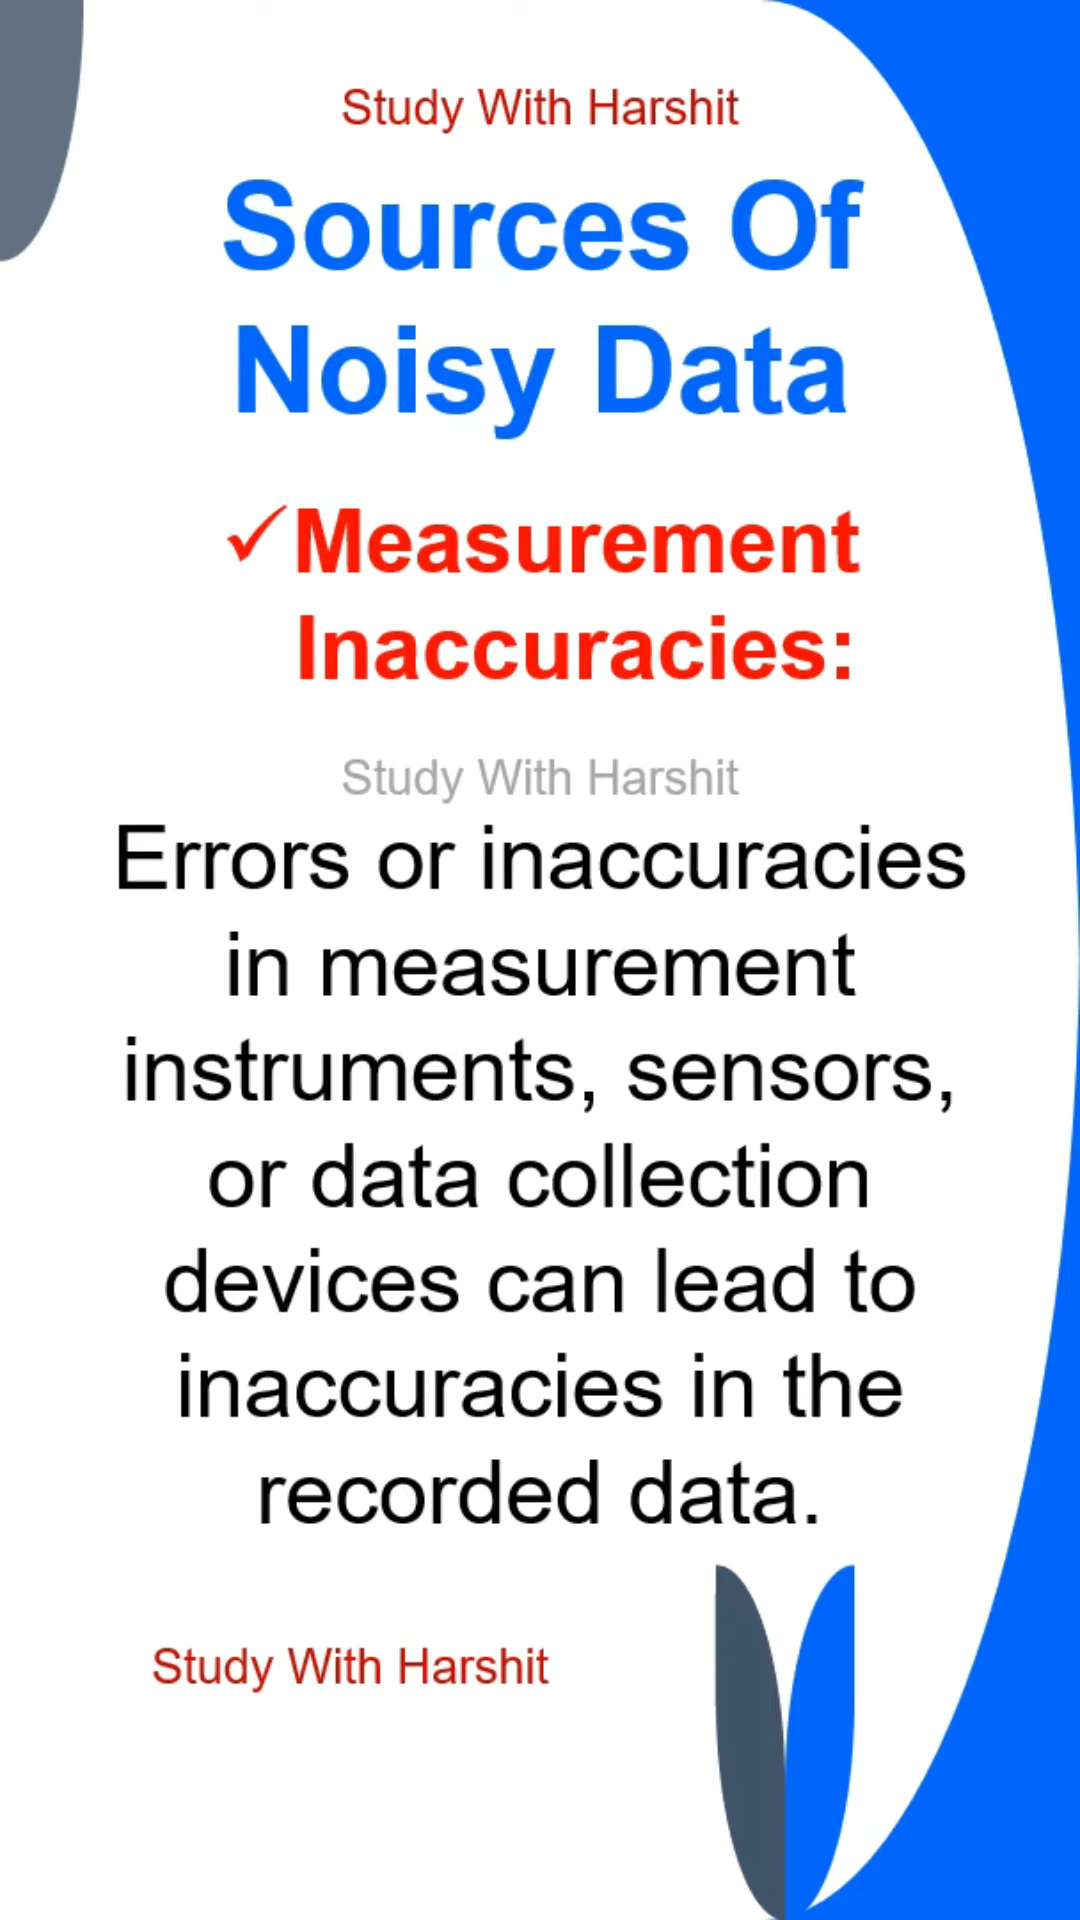 Study With Harshit
Sources Of
Noisy Data
✓Measurement
Inaccuracies:
Study With Harshit
Errors or inaccuracies
in measurement
instruments, sensors,
or data collection
devices can lead to
inaccuracies in the
recorded data.
Study With Harshit